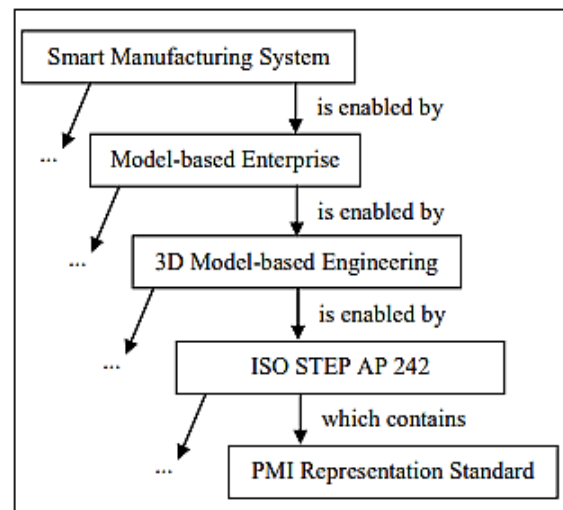 Smart Manufacturing System
is enabled by
...
Model-based Enterprise
is enabled by
...
3D Model-based Engineering
is enabled by
...
ISO STEP AP 242
which contains
...
PMI Representation Standard